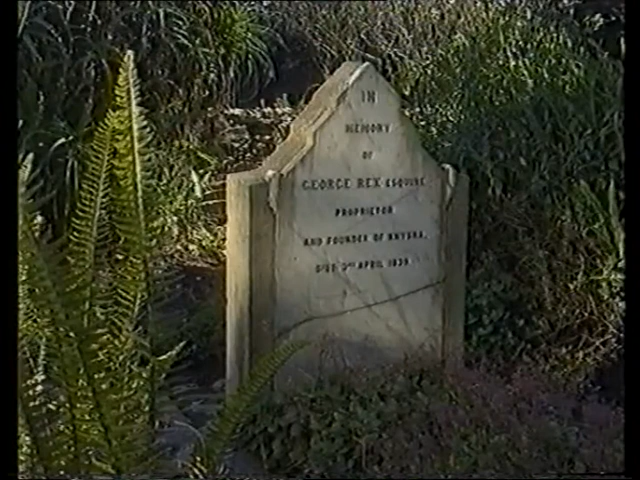 IN
MEMORY
OF
GEORGE REX ESQUIRE
PROPRIETOR
AND FOUNDER OF KNYSNA.
DIED 3RD APRIL 1839.